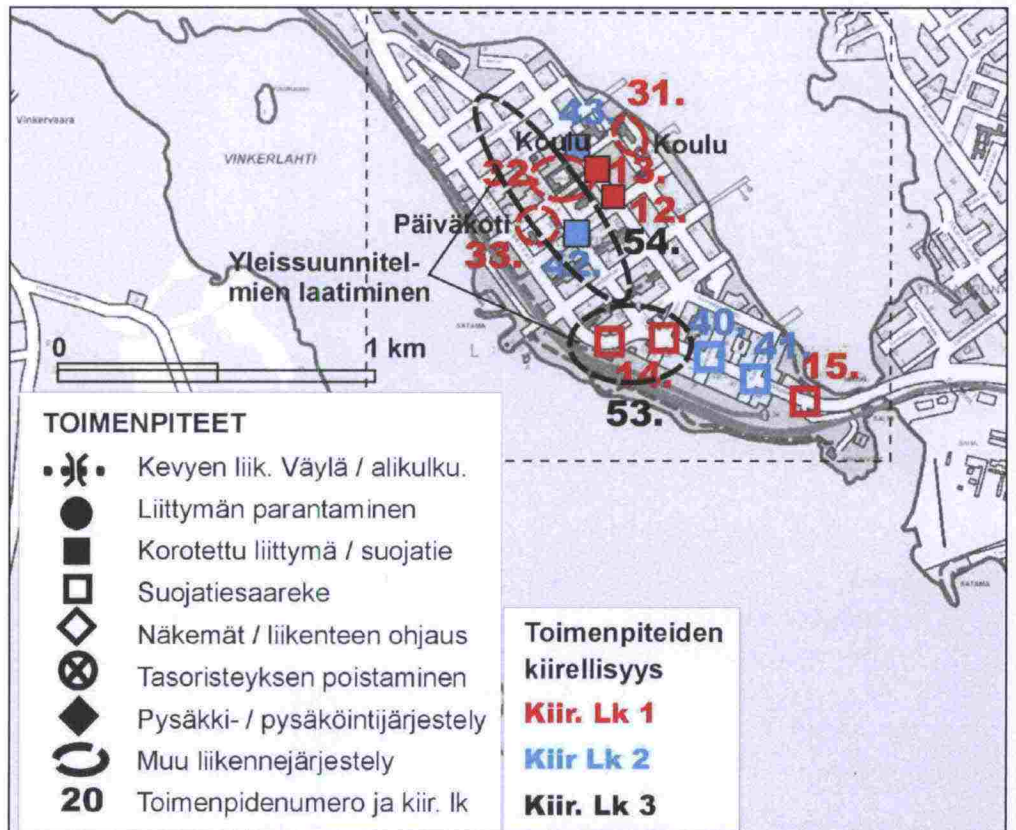 31.
43.
Koulu
Koulu
Vinkervaara
VINKERLAHTI
32.
13.
12.
Päiväkoti
33.
42.
54.
Yleissuunnitel-
mien laatiminen
SATAMA
40.
0
1 km
L
41.
14.
15.
53.
TOIMENPITEET
Kevyen liik. Väylä / alikulku.
Liittymän parantaminen
Korotettu liittymä / suojatie
Suojatiesaareke
SATAMA
Näkemät / liikenteen ohjaus
Tasoristeyksen poistaminen
Pysäkki- / pysäköintijärjestely
Muu liikennejärjestely
20 Toimenpidenumero ja kiir. lk
Toimenpiteiden
kiirellisyys
Kiir. Lk 1
Kiir Lk 2
Kiir. Lk 3